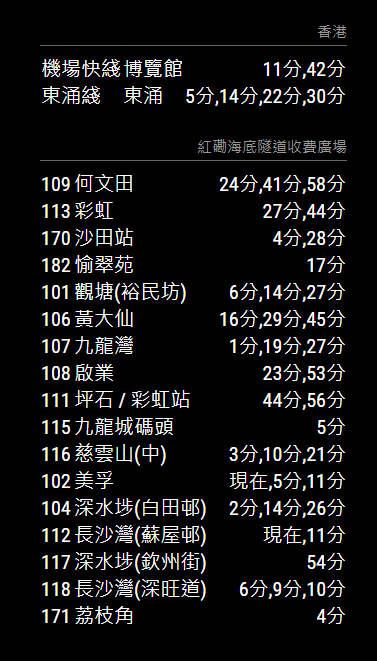 香港
機場快綫 博覽館 11分,42分
東涌綫 東涌 5分,14分,22分,30分
紅磡海底隧道收費廣場
109 何文田 24分,41分,58分
113 彩虹 27分,44分
170 沙田站 4分,28分
182 愉翠苑 17分
101 觀塘(裕民坊) 6分,14分,27分
106 黃大仙 16分,29分,45分
107 九龍灣 1分,19分,27分
108 啟業 23分,53分
111 坪石 / 彩虹站 44分,56分
115 九龍城碼頭 5分
116 慈雲山(中) 3分,10分,21分
102 美孚 現在,5分,11分
104 深水埗(白田邨) 2分,14分,26分
112 長沙灣(蘇屋邨) 現在,11分
117 深水埗(欽州街) 54分
118 長沙灣(深旺道) 6分,9分,10分
171 荔枝角 4分